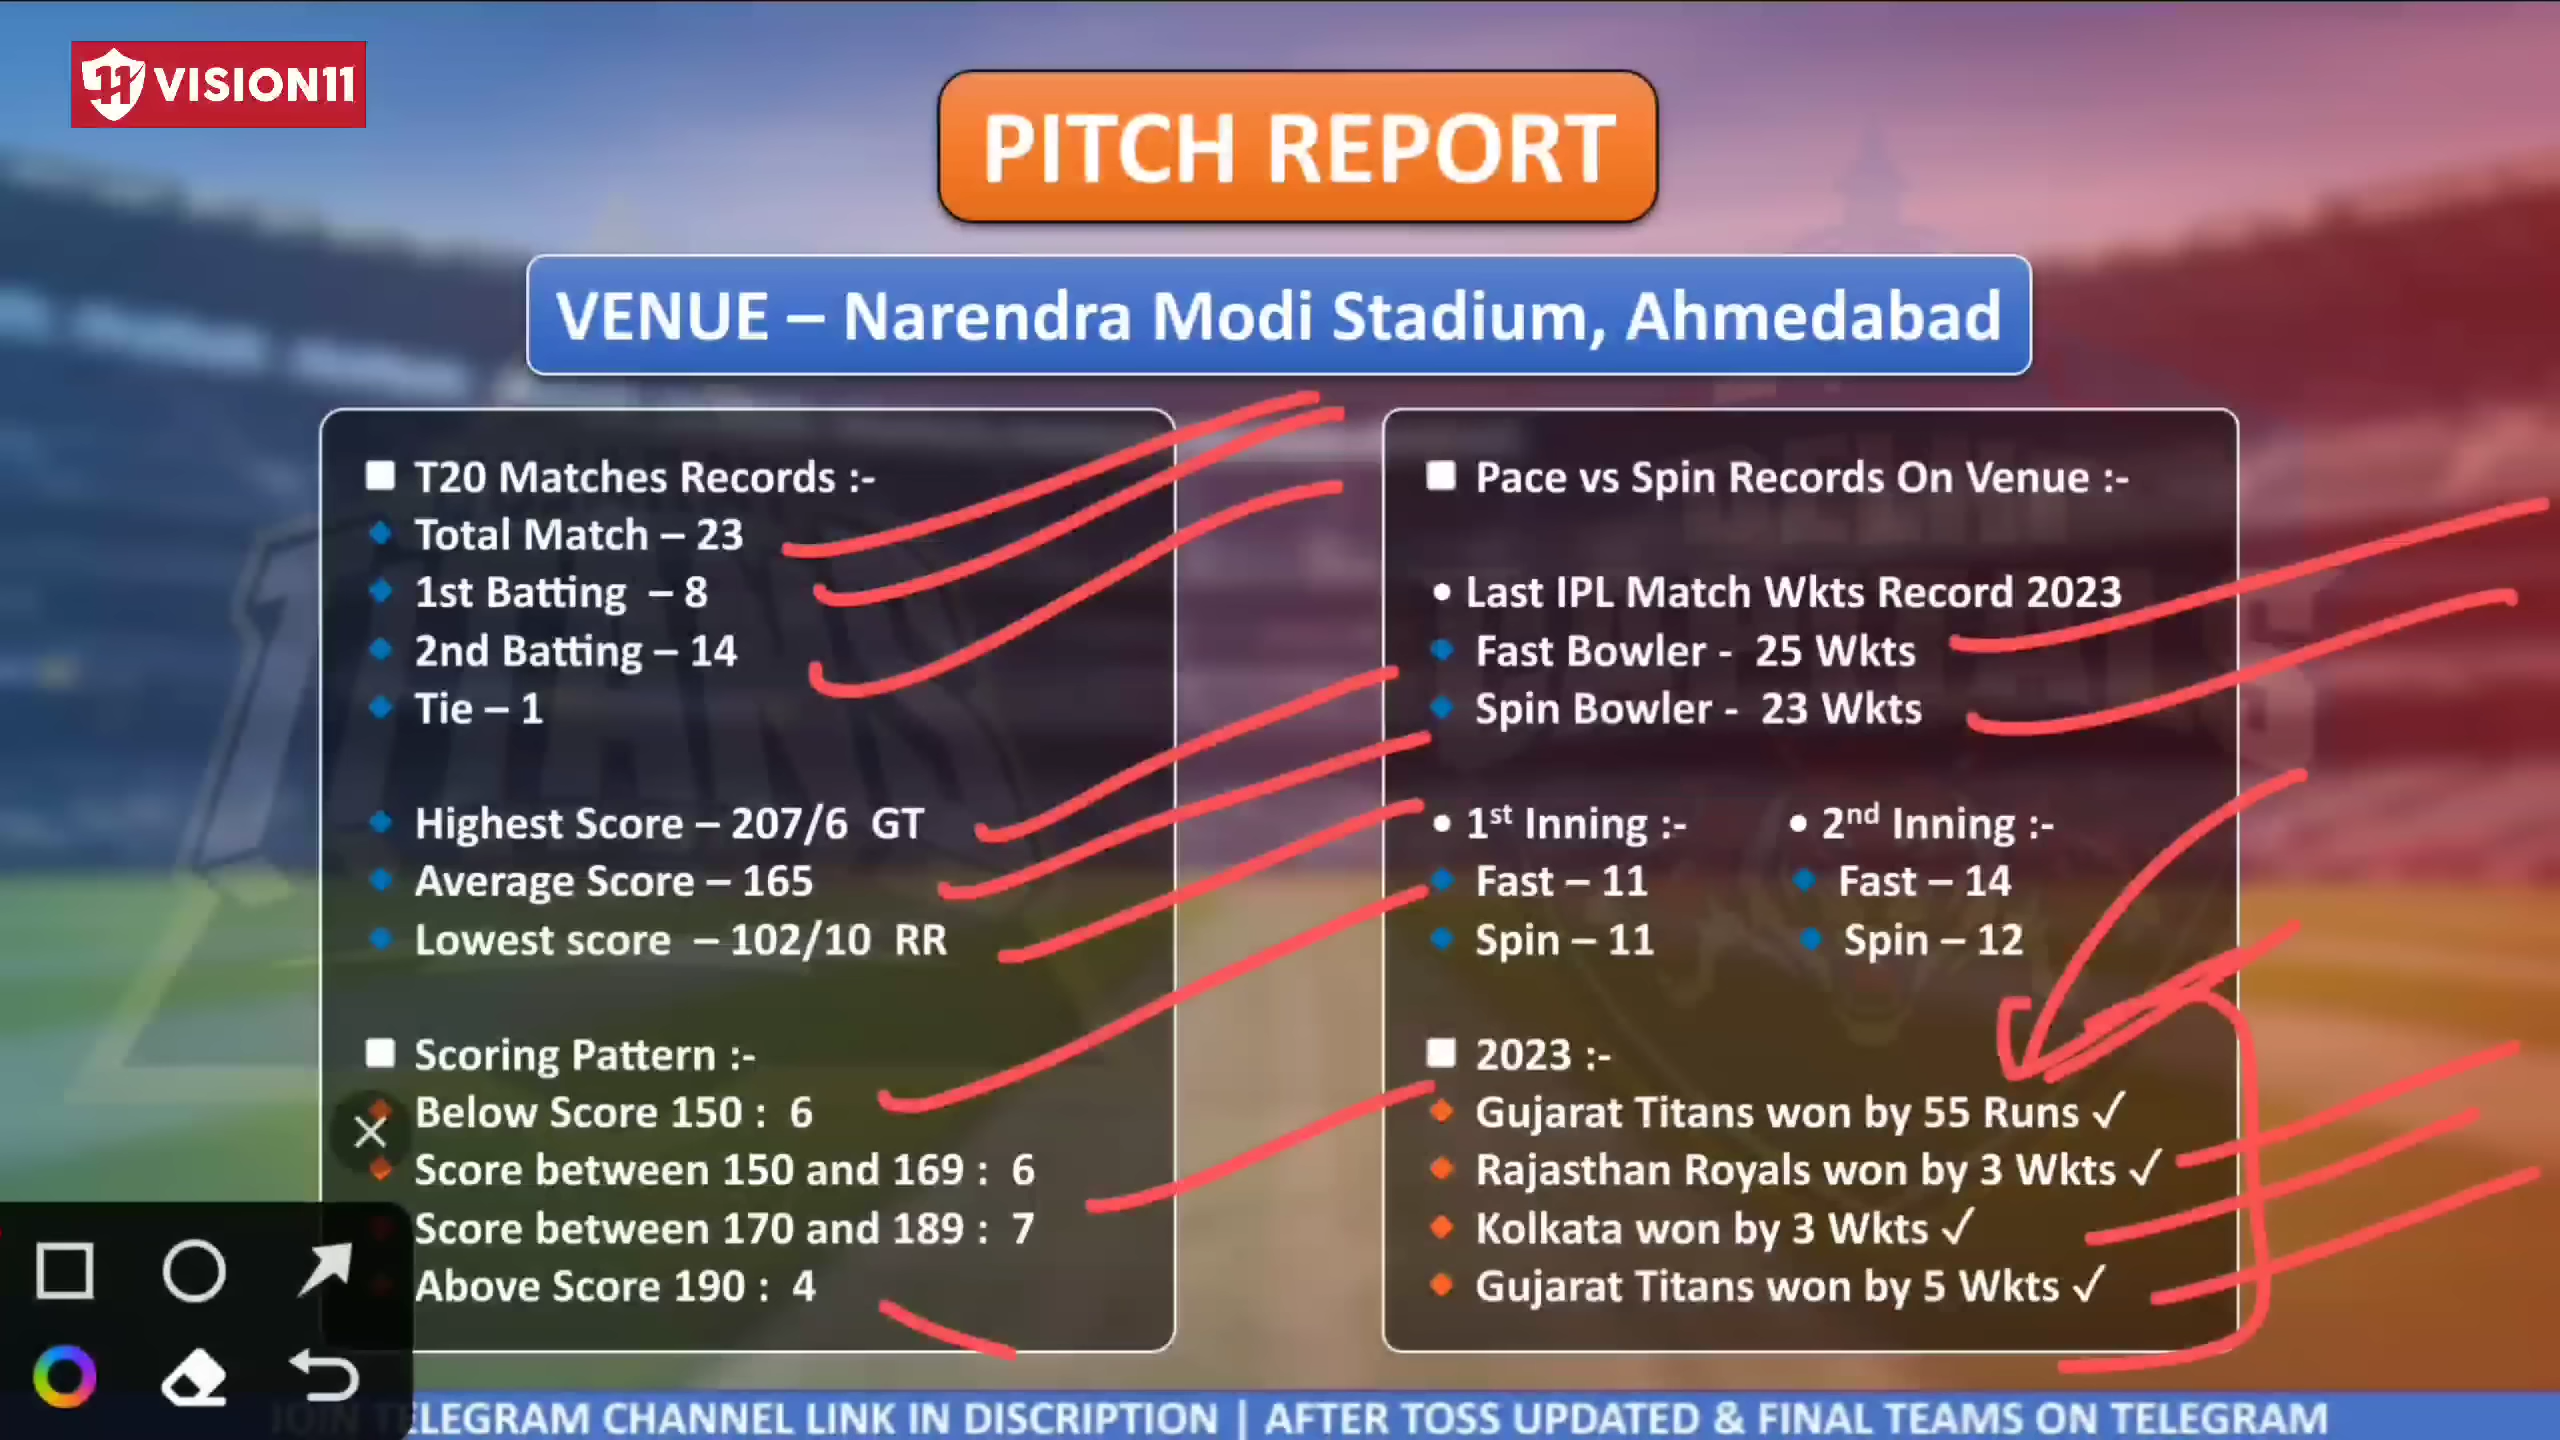 VISION11
PITCH REPORT
VENUE – Narendra Modi Stadium, Ahmedabad
T20 Matches Records :-
Total Match – 23
1st Batting – 8
2nd Batting – 14
Tie – 1
Highest Score – 207/6 GT
Average Score – 165
Lowest score – 102/10 RR
Scoring Pattern :-
Below Score 150 : 6
Score between 150 and 169 : 6
Score between 170 and 189 : 7
Above Score 190 : 4
Pace vs Spin Records On Venue :-
• Last IPL Match Wkts Record 2023
Fast Bowler - 25 Wkts
Spin Bowler - 23 Wkts
• 1st Inning :- • 2nd Inning :-
Fast – 11 Fast – 14
Spin – 11 Spin – 12
2023 :-
Gujarat Titans won by 55 Runs ✓
Rajasthan Royals won by 3 Wkts ✓
Kolkata won by 3 Wkts ✓
Gujarat Titans won by 5 Wkts ✓
JOIN TELEGRAM CHANNEL LINK IN DISCRIPTION | AFTER TOSS UPDATED & FINAL TEAMS ON TELEGRAM